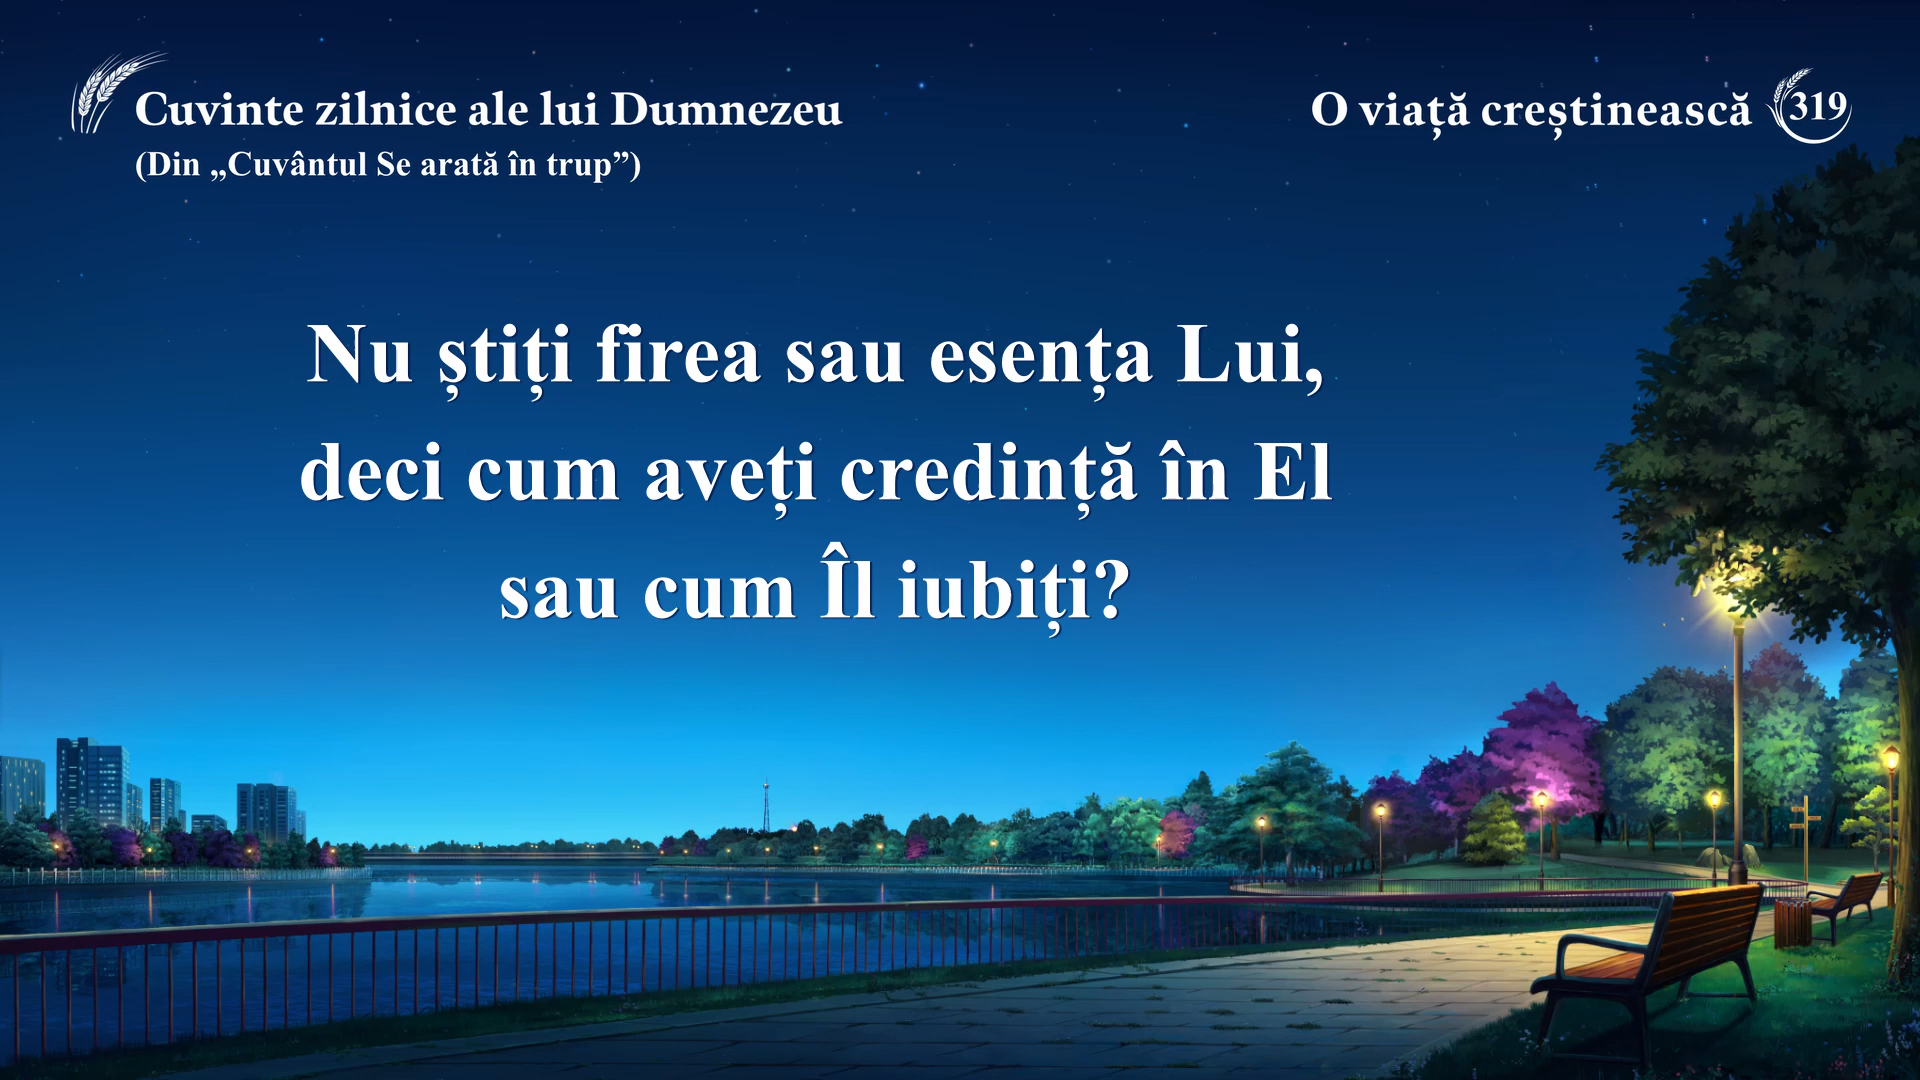 Cuvinte zilnice ale lui Dumnezeu
(Din „Cuvântul Se arată în trup”)
O viață creștinească 319
Nu știți firea sau esența Lui,
deci cum aveți credință în El
sau cum Îl iubiți?